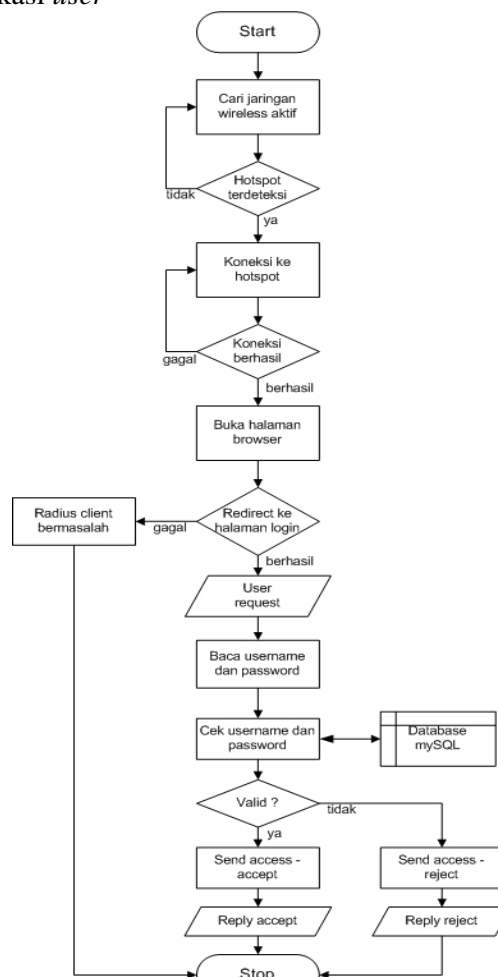 user
Start
Cari jaringan
wireless aktif
Hotspot
terdeteksi
tidak
ya
Koneksi ke
hotspot
Koneksi
berhasil
gagal
berhasil
Buka halaman
browser
Radius client
bermasalah
gagal
Redirect ke
halaman login
berhasil
User
request
Baca username
dan password
Cek username dan
password
Database
mySQL
Valid ?
tidak
ya
Send access -
accept
Send access -
reject
Reply accept
Reply reject
Stop